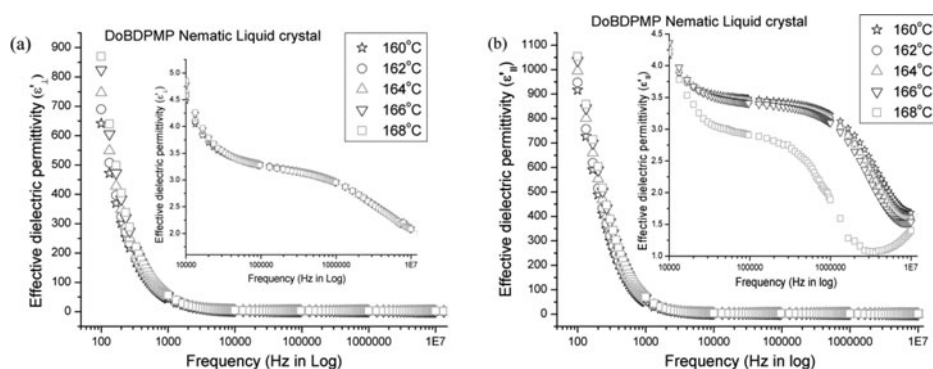 (a)
DoBDPMP Nematic Liquid crystal
Effective dielectric permittivity (ε'⊥)
900
800
700
600
500
400
300
200
100
0
100
1000
10000
100000
1000000
1E7
Frequency (Hz in Log)
160°C
162°C
164°C
166°C
168°C
Effective dielectric permittivity (ε'⊥)
5.0
4.5
4.0
3.5
3.0
2.5
2.0
10000
100000
1000000
1E7
Frequency (Hz in Log)
(b)
DoBDPMP Nematic Liquid crystal
Effective dielectric permittivity (ε'||)
1100
1000
900
800
700
600
500
400
300
200
100
0
100
1000
10000
100000
1000000
1E7
Frequency (Hz in log)
160°C
162°C
164°C
166°C
168°C
Effective dielectric permittivity
4.5
4.0
3.5
3.0
2.5
2.0
1.5
1.0
10000
100000
1000000
1E7
Frequency (Hz in log)